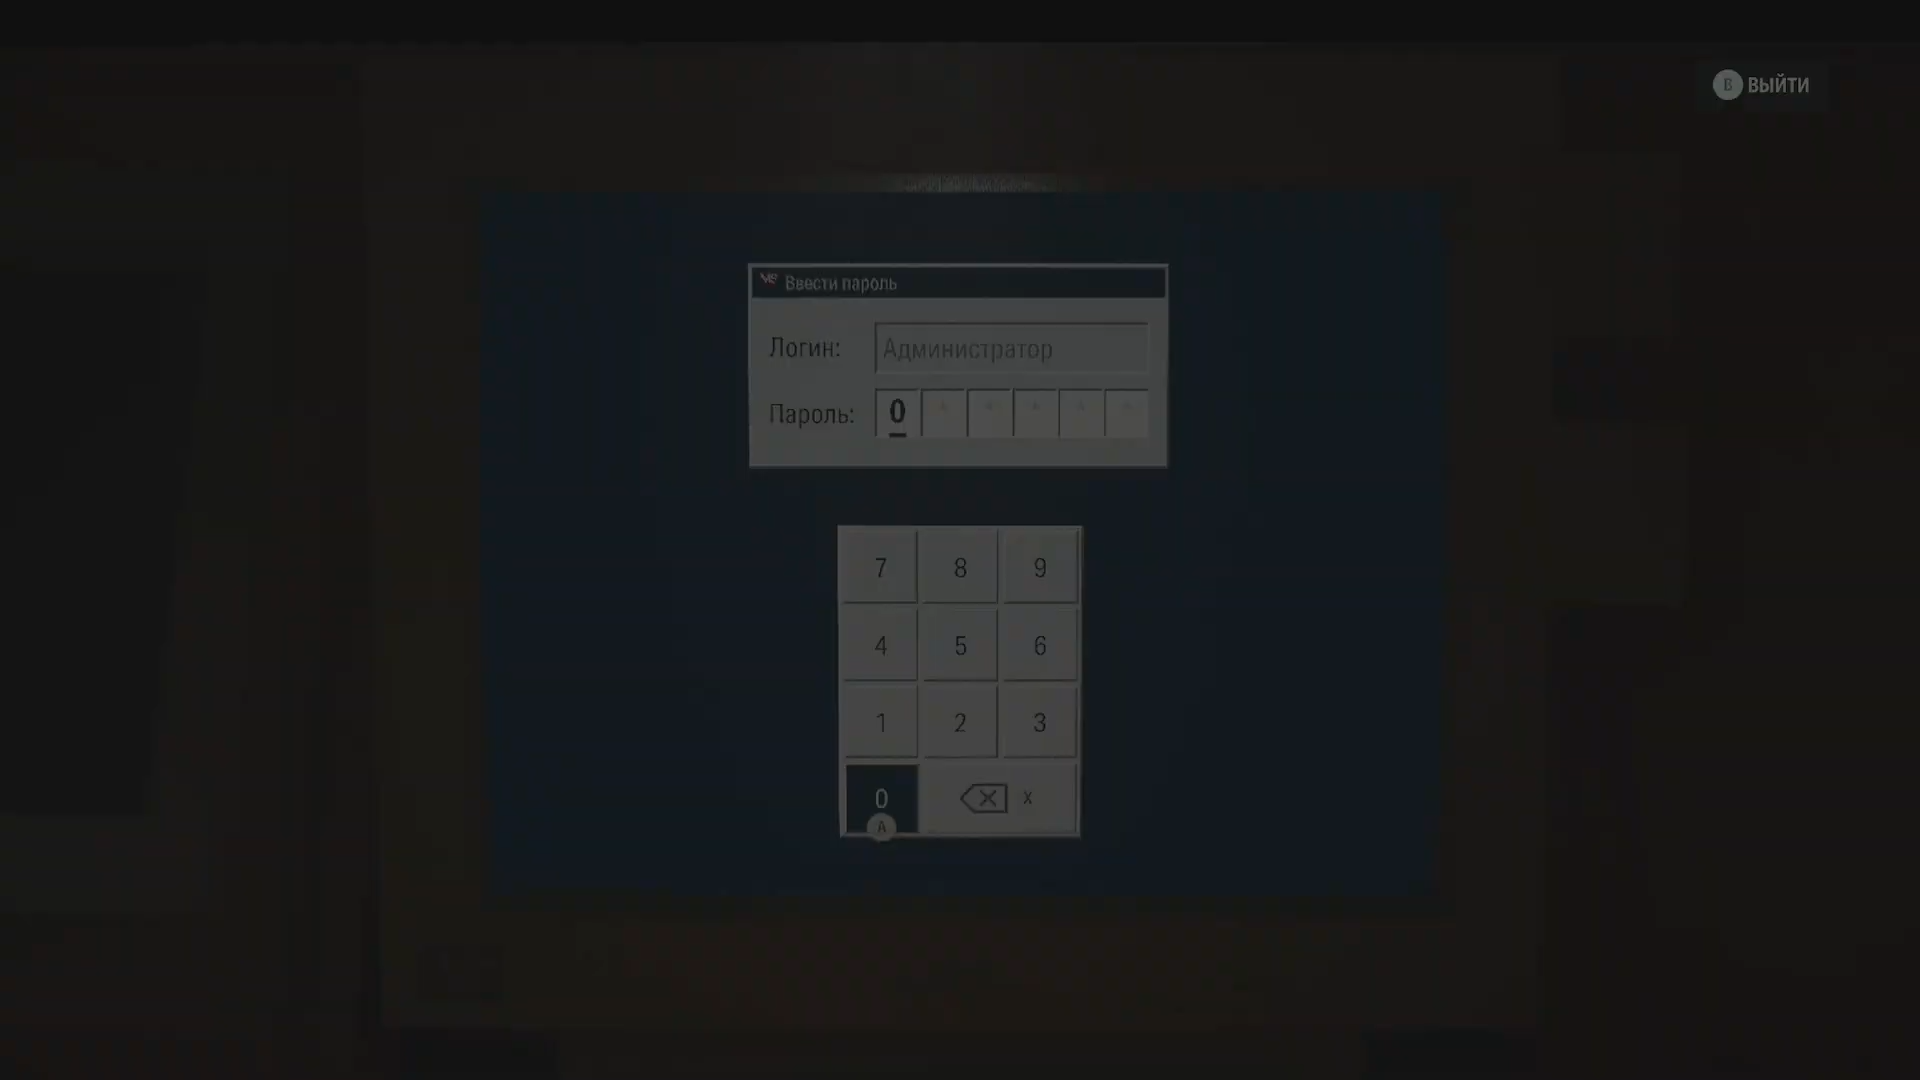 B ВЫЙТИ
Ввести пароль
Логин: Администратор
Пароль: 0 * * * * *
7 8 9
4 5 6
1 2 3
0 X
A